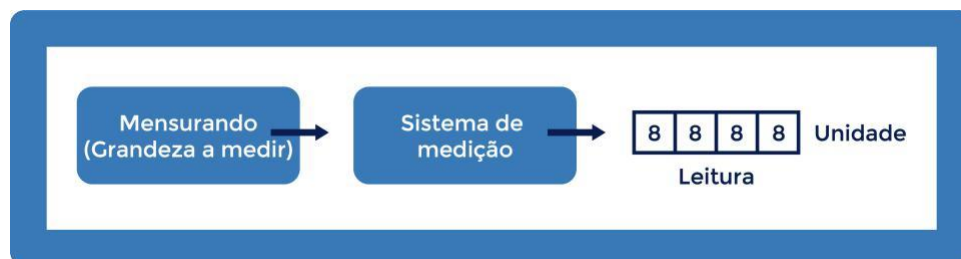 Mensurando
(Grandeza a medir)
Sistema de
medição
8 8 8 8 Unidade
Leitura